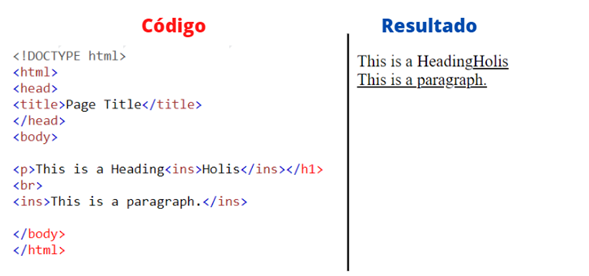 Código
<!DOCTYPE html>
<html>
<head>
<title>Page Title</title>
</head>
<body>
<p>This is a Heading<ins>Holis</ins></h1>
<br>
<ins>This is a paragraph.</ins>
</body>
</html>
Resultado
This is a HeadingHolis
This is a paragraph.